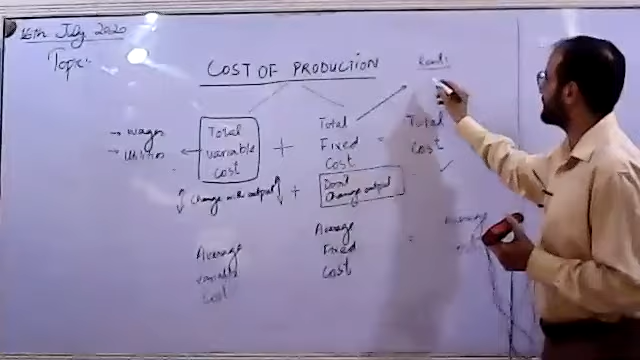 16th July 2020
Topic:-
COST OF PRODUCTION
→ wages
→ utilities
Total
variable
cost
+
Total
Fixed
Cost
=
Total
Cost
change with output
+
Don't
change output
Average
variable
cost
Average
Fixed
Cost
=
Average